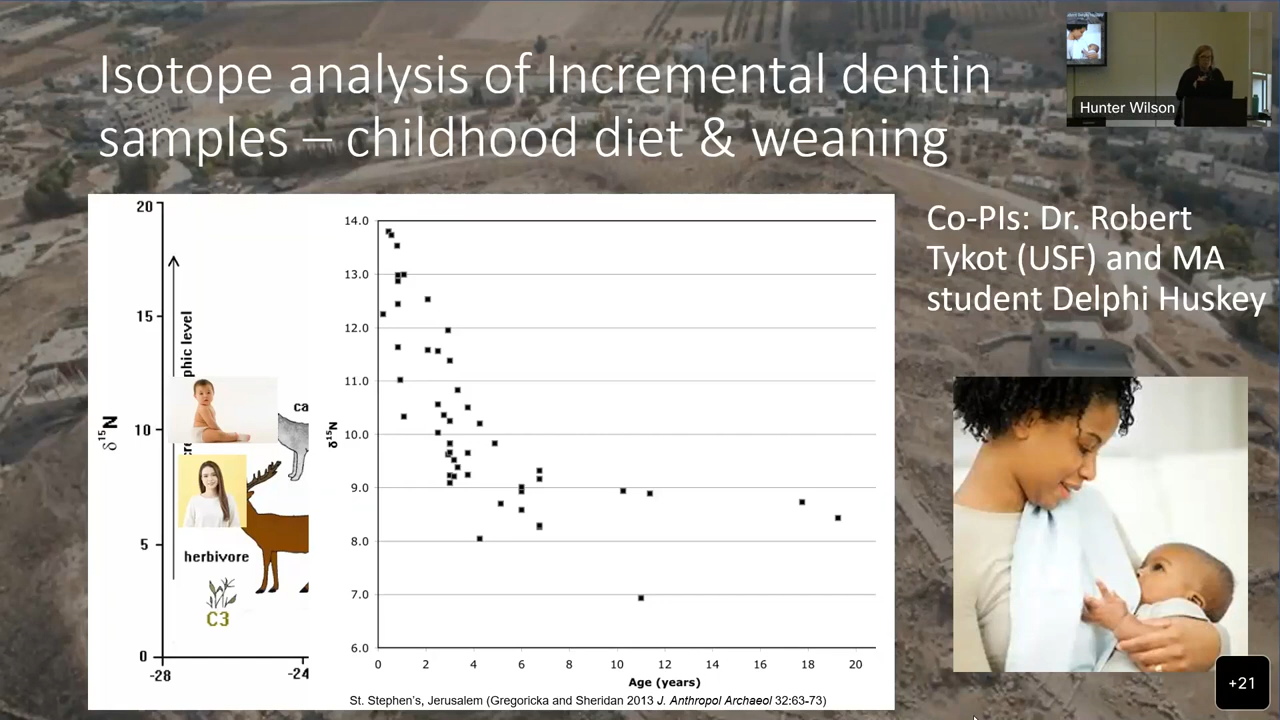 Isotope analysis of Incremental dentin
samples – childhood diet & weaning
Hunter Wilson
Co-PIs: Dr. Robert
Tykot (USF) and MA
student Delphi Huskey
20
15
10
5
0
δ¹⁵N
phic level
ca
herbivore
C3
-28
-24
14.0
13.0
12.0
11.0
10.0
9.0
8.0
7.0
6.0
δ¹⁵N
0 2 4 6 8 10 12 14 16 18 20
Age (years)
St. Stephen's, Jerusalem (Gregoricka and Sheridan 2013 J. Anthropol Archaeol 32:63-73)
+21